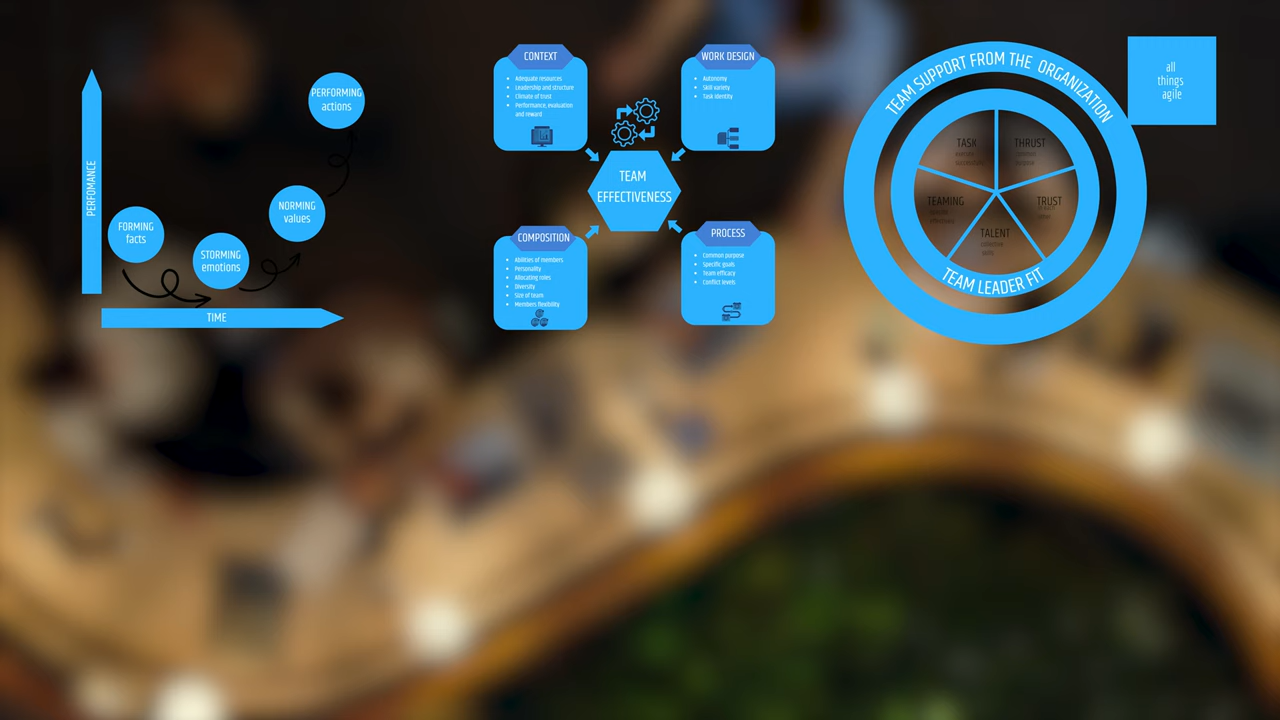 PERFOMANCE
TIME
FORMING
facts
STORMING
emotions
NORMING
values
PERFORMING
actions
CONTEXT
Adequate resources
Leadership and structure
Climate of trust
Performance, evaluation
and reward
WORK DESIGN
Autonomy
Skill variety
Task identity
TEAM
EFFECTIVENESS
COMPOSITION
Abilities of members
Personality
Allocating roles
Diversity
Size of team
Members flexibility
PROCESS
Common purpose
Specific goals
Team efficacy
Conflict levels
TEAM SUPPORT FROM THE ORGANIZATION
TASK
THRUST
TEAMING
TRUST
TALENT
TEAM LEADER FIT
all
things
agile